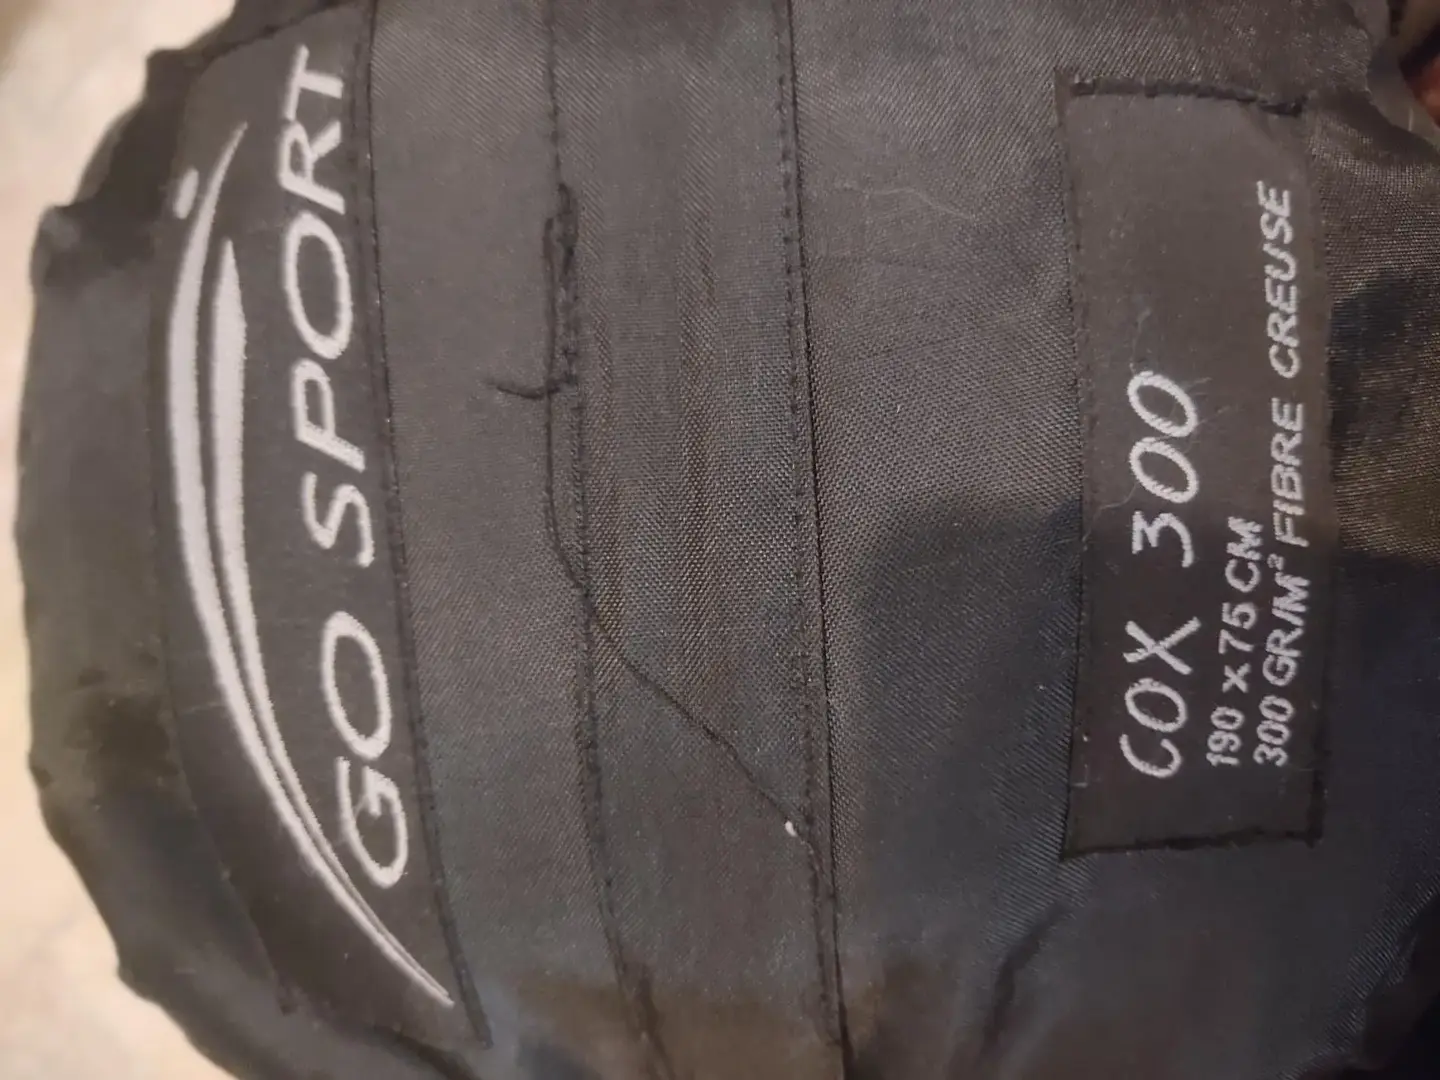 GO SPORT
COX 300
190 x 75 CM
300 GR/M² FIBRE CREUSE